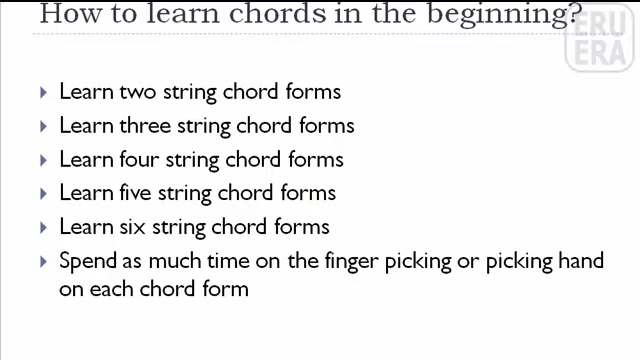 How to learn chords in the beginning?
ERU
ERA
Learn two string chord forms
Learn three string chord forms
Learn four string chord forms
Learn five string chord forms
Learn six string chord forms
Spend as much time on the finger picking or picking hand
on each chord form